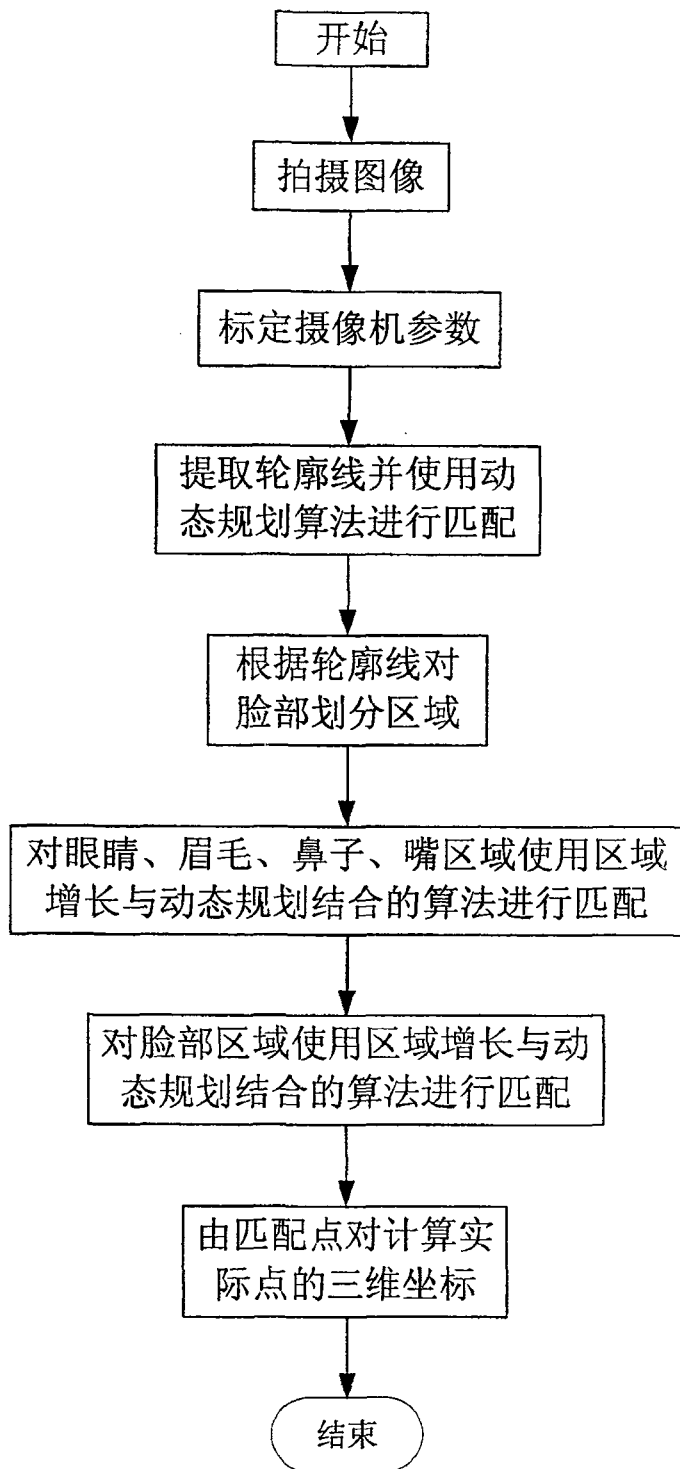 开始
拍摄图像
标定摄像机参数
提取轮廓线并使用动
态规划算法进行匹配
根据轮廓线对
脸部划分区域
对眼睛、眉毛、鼻子、嘴区域使用区域
增长与动态规划结合的算法进行匹配
对脸部区域使用区域增长与动
态规划结合的算法进行匹配
由匹配点对计算实
际点的三维坐标
结束